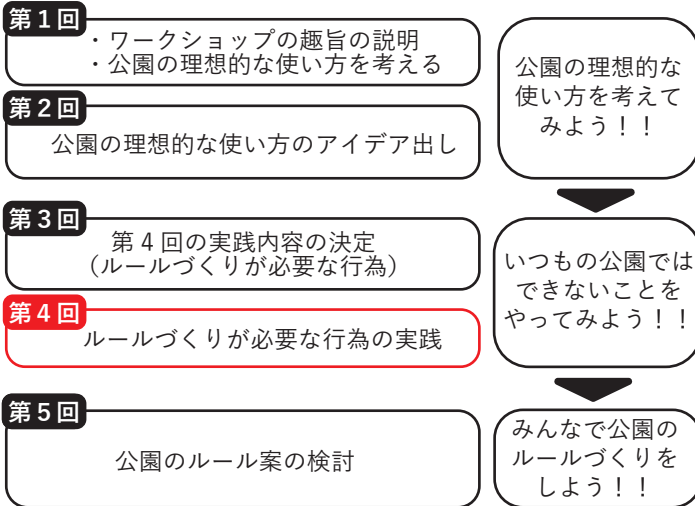 第1回
・ワークショップの趣旨の説明
・公園の理想的な使い方を考える
第2回
公園の理想的な使い方のアイデア出し
公園の理想的な
使い方を考えて
みよう！！
第3回
第4回の実践内容の決定
（ルールづくりが必要な行為）
第4回
ルールづくりが必要な行為の実践
いつもの公園では
できないことを
やってみよう！！
第5回
公園のルール案の検討
みんなで公園の
ルールづくりを
しよう！！